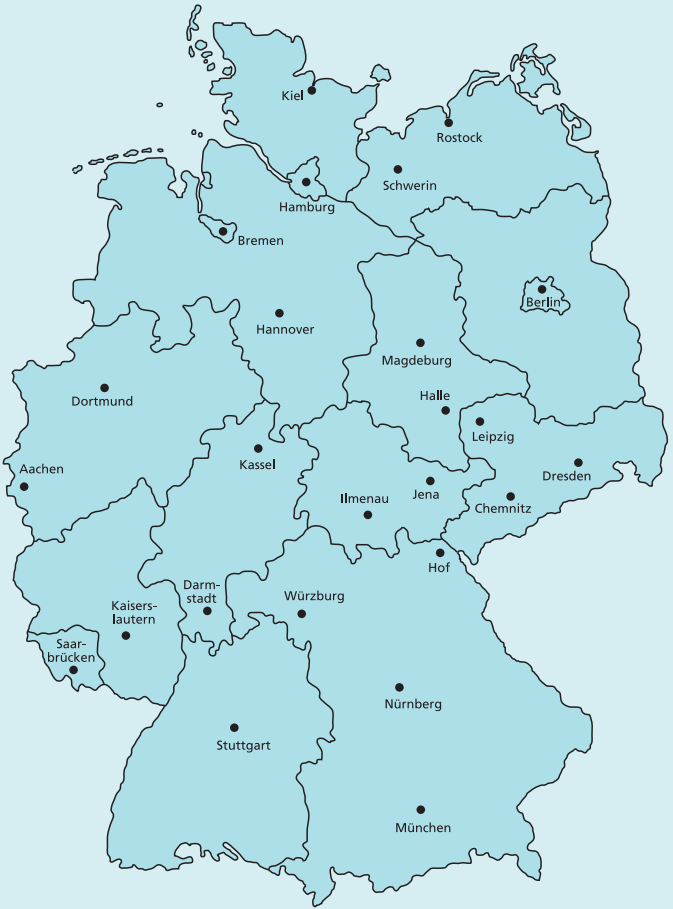 Kiel
Rostock
Schwerin
Hamburg
Bremen
Berlin
Hannover
Magdeburg
Dortmund
Halle
Leipzig
Kassel
Aachen
Dresden
Jena
Ilmenau
Chemnitz
Hof
Darm-
stadt
Würzburg
Kaisers-
lautern
Saar-
brücken
Nürnberg
Stuttgart
München